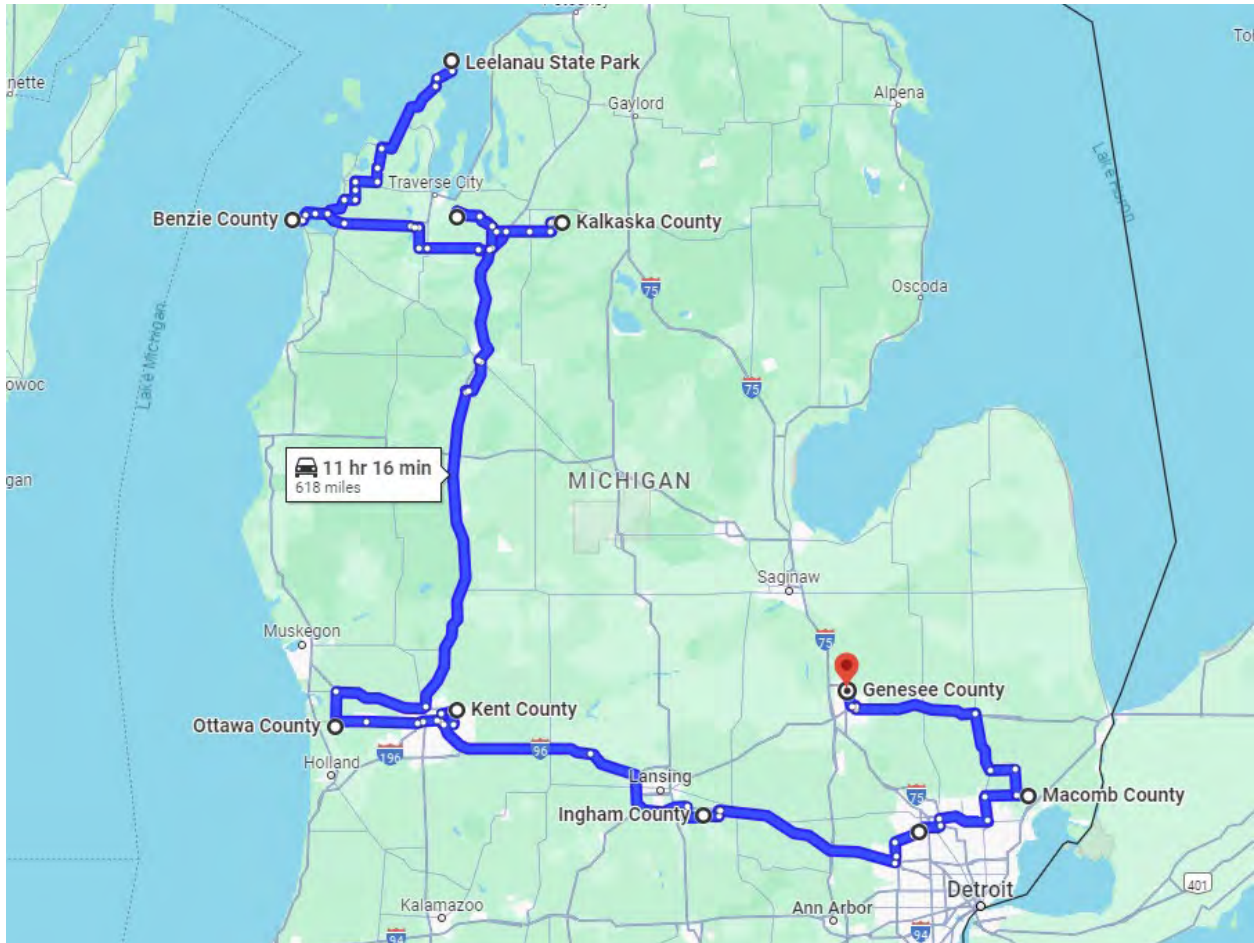 Leelanau State Park
nette
Gaylord
Alpena
Traverse City
Benzie County
Kalkaska County
Lake Huron
75
Oscoda
Lake Michigan
75
owoc
11 hr 16 min
618 miles
gan
MICHIGAN
Saginaw
Muskegon
75
Genesee County
Kent County
Ottawa County
196
96
Holland
Lansing
75
Macomb County
Ingham County
Detroit
401
Kalamazoo
Ann Arbor
94
94